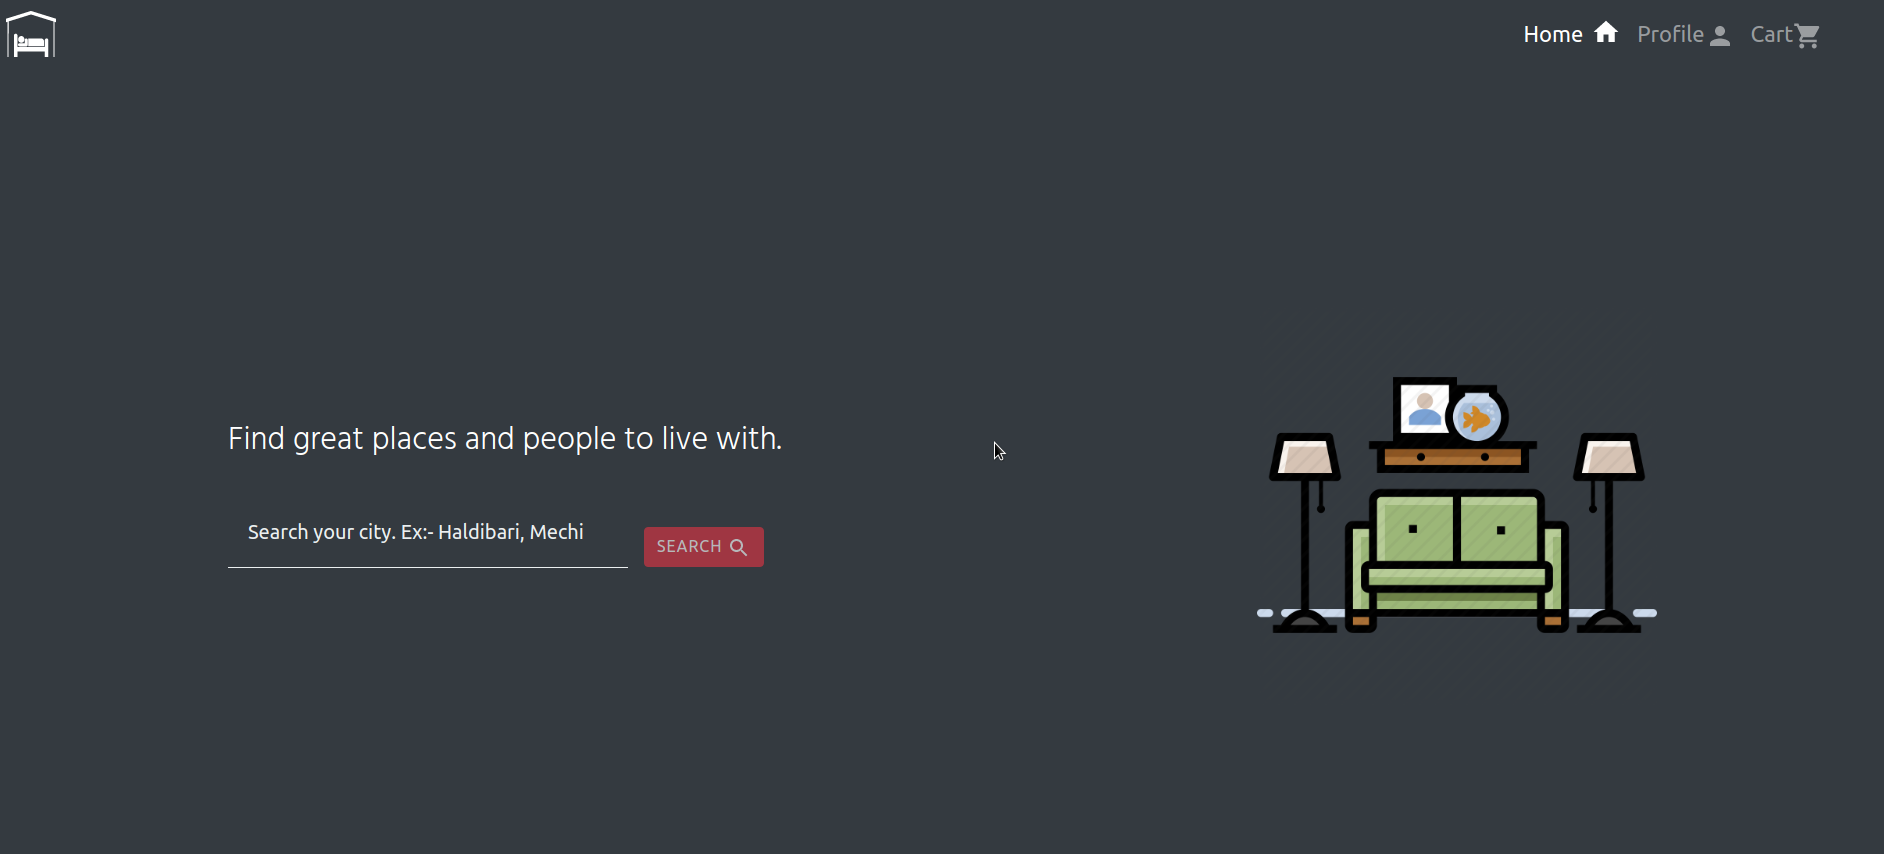 Home Profile Cart
Find great places and people to live with.
Search your city. Ex:- Haldibari, Mechi
SEARCH